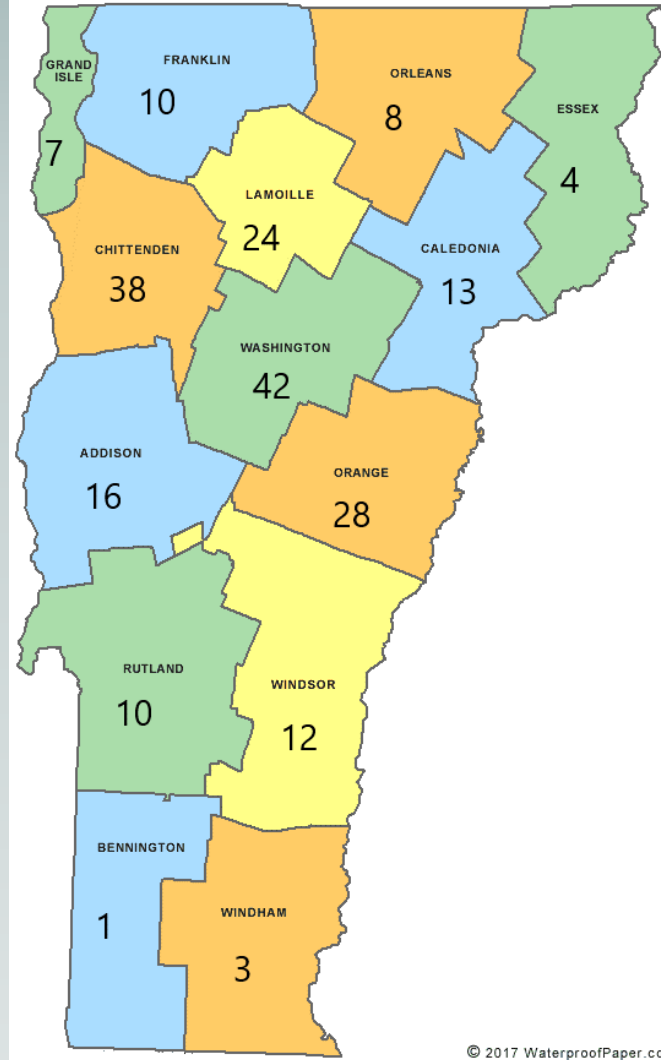 GRAND
ISLE
7
FRANKLIN
10
ORLEANS
8
ESSEX
4
LAMOILLE
24
CHITTENDEN
38
CALEDONIA
13
WASHINGTON
42
ADDISON
16
ORANGE
28
RUTLAND
10
WINDSOR
12
BENNINGTON
1
WINDHAM
3
© 2017 WaterproofPaper.co